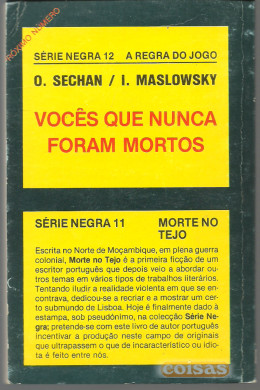 PRÓXIMO NÚMERO
SÉRIE NEGRA 12 A REGRA DO JOGO
O. SECHAN / I. MASLOWSKY
VOCÊS QUE NUNCA
FORAM MORTOS
SÉRIE NEGRA 11 MORTE NO
TEJO
Escrita no Norte de Moçambique, em plena guerra
colonial, Morte no Tejo é a primeira ficção de um
escritor português que depois veio a abordar ou-
tros temas em vários tipos de trabalhos literários.
Tentando iludir a realidade violenta em que se en-
contrava, dedicou-se a recriar e a mostrar um cer-
to submundo de Lisboa. Hoje é finalmente dado à
estampa, sob pseudónimo, na colecção Série Ne-
gra; pretende-se com este livro de autor português
incentivar a produção neste campo de originais
que ultrapassem o que de incaracterístico ou idio-
ta é feito entre nós.
coisas